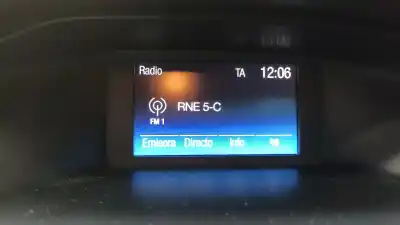 Radio TA 12:06
RNE 5-C
FM 1
Emisora Directo Info